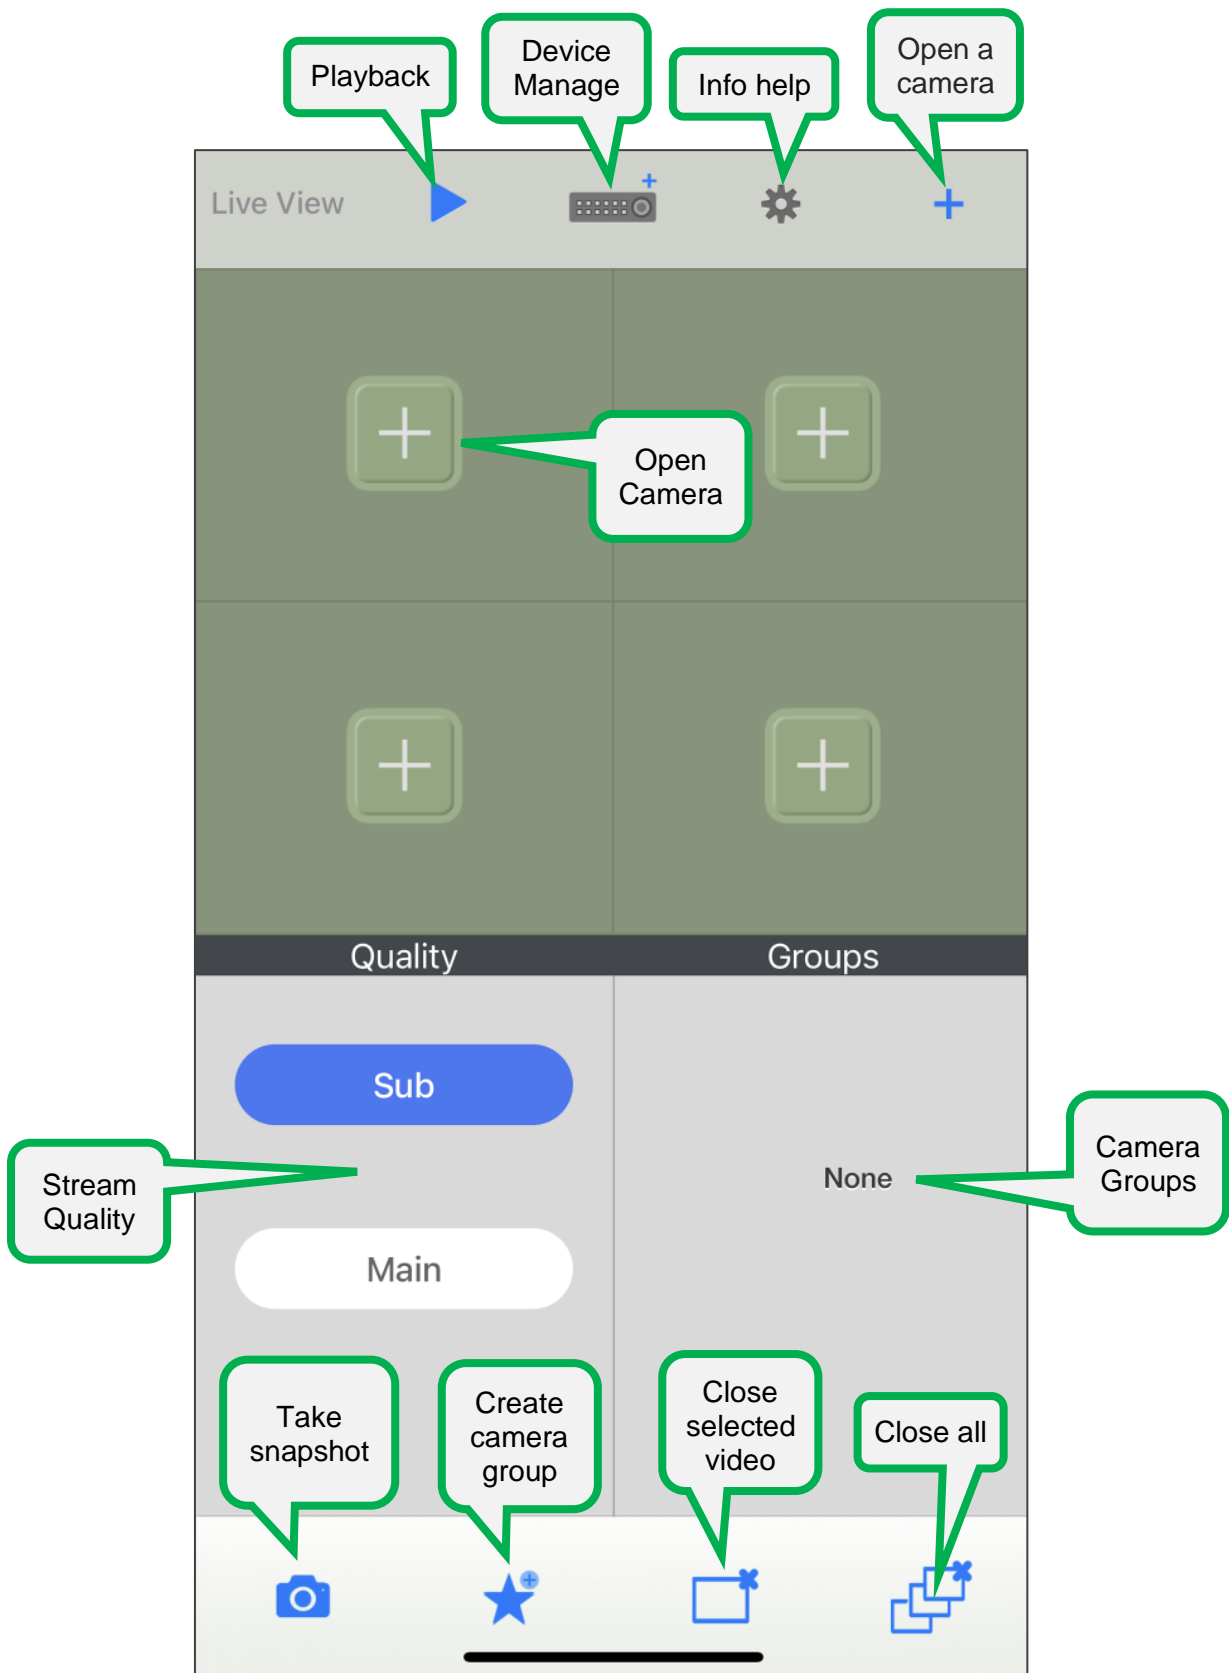 Playback
Device
Manage
Info help
Open a
camera
Live View
Open
Camera
Quality
Groups
Sub
Stream
Quality
None
Camera
Groups
Main
Take
snapshot
Create
camera
group
Close
selected
video
Close all